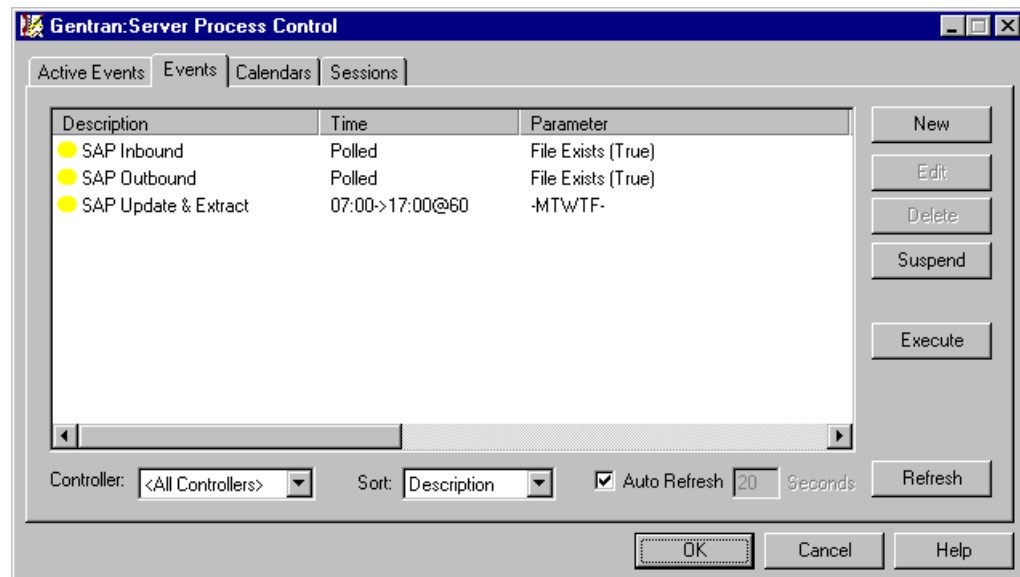 Gentran:Server Process Control
Active Events Events Calendars Sessions
Description Time Parameter
SAP Inbound Polled File Exists (True)
SAP Outbound Polled File Exists (True)
SAP Update & Extract 07:00->17:00@60 -MTWTF-
New
Edit
Delete
Suspend
Execute
Controller: <All Controllers> Sort: Description Auto Refresh 20 Seconds Refresh
OK Cancel Help